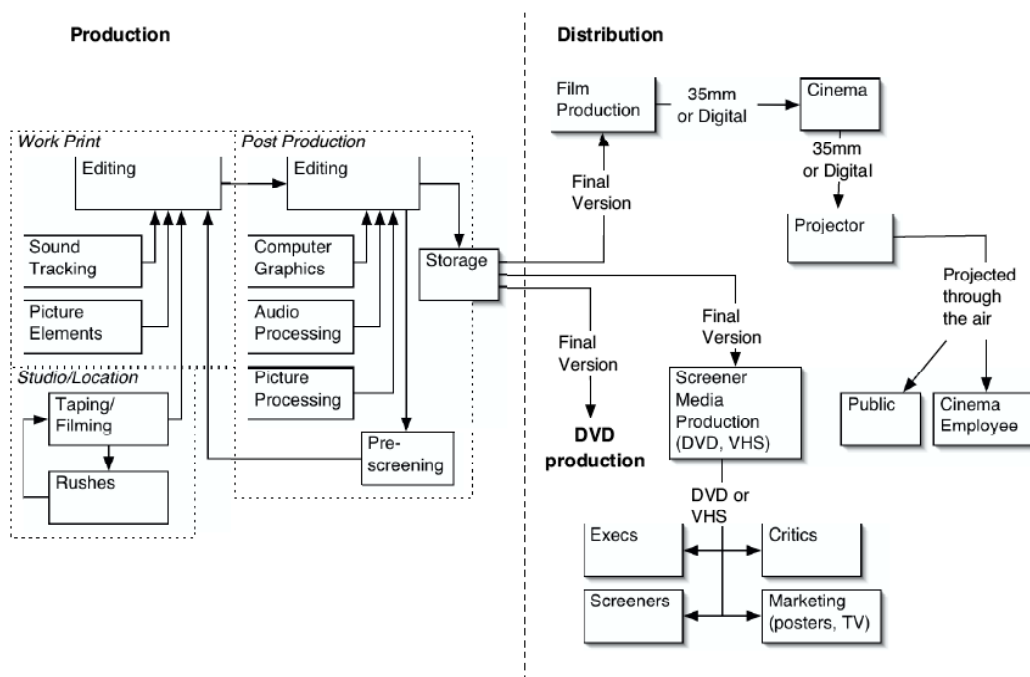 Production
Work Print
Editing
Sound
Tracking
Picture
Elements
Studio/Location
Taping/
Filming
Rushes
Post Production
Editing
Computer
Graphics
Audio
Processing
Picture
Processing
Pre-
screening
Storage
Distribution
Film
Production
35mm
or Digital
Cinema
35mm
or Digital
Projector
Projected
through
the air
Public
Cinema
Employee
Final
Version
Final
Version
Final
Version
DVD
production
Screener
Media
Production
(DVD, VHS)
DVD or
VHS
Execs
Critics
Screeners
Marketing
(posters, TV)